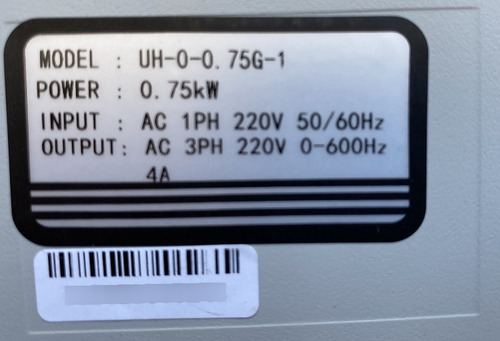 MODEL : UH-0-0.75G-1
POWER : 0.75kW
INPUT : AC 1PH 220V 50/60Hz
OUTPUT: AC 3PH 220V 0-600Hz
4A